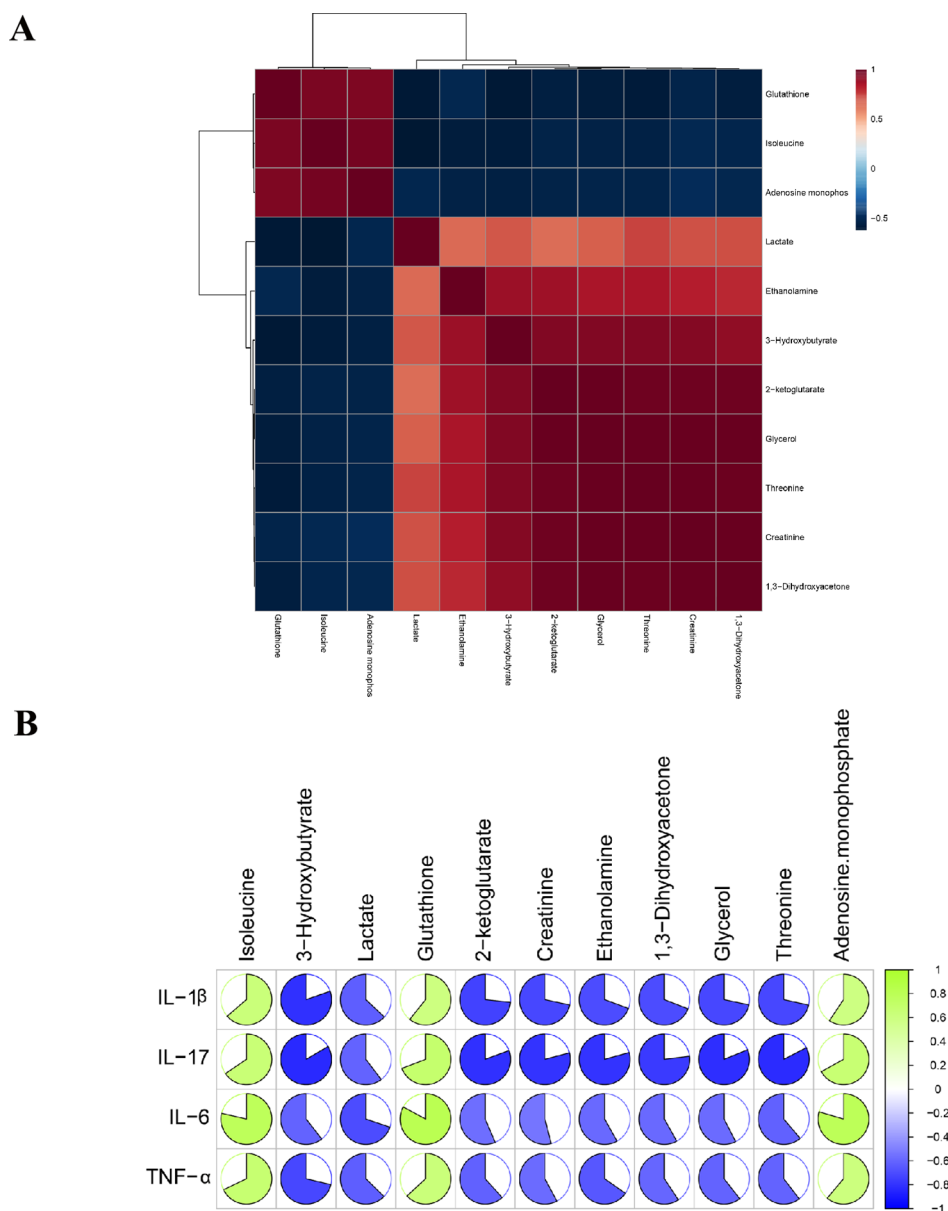 A
1
0.5
0
−0.5
Glutathione
Isoleucine
Adenosine monophos
Lactate
Ethanolamine
3−Hydroxybutyrate
2−ketoglutarate
Glycerol
Threonine
Creatinine
1,3−Dihydroxyacetone
Glutathione
Isoleucine
Adenosine monophos
Lactate
Ethanolamine
3−Hydroxybutyrate
2−ketoglutarate
Glycerol
Threonine
Creatinine
1,3−Dihydroxyacetone
B
Isoleucine
3−Hydroxybutyrate
Lactate
Glutathione
2−ketoglutarate
Creatinine
Ethanolamine
1,3−Dihydroxyacetone
Glycerol
Threonine
Adenosine.monophosphate
IL−1β
IL−17
IL−6
TNF−α
1
0.8
0.6
0.4
0.2
0
−0.2
−0.4
−0.6
−0.8
−1